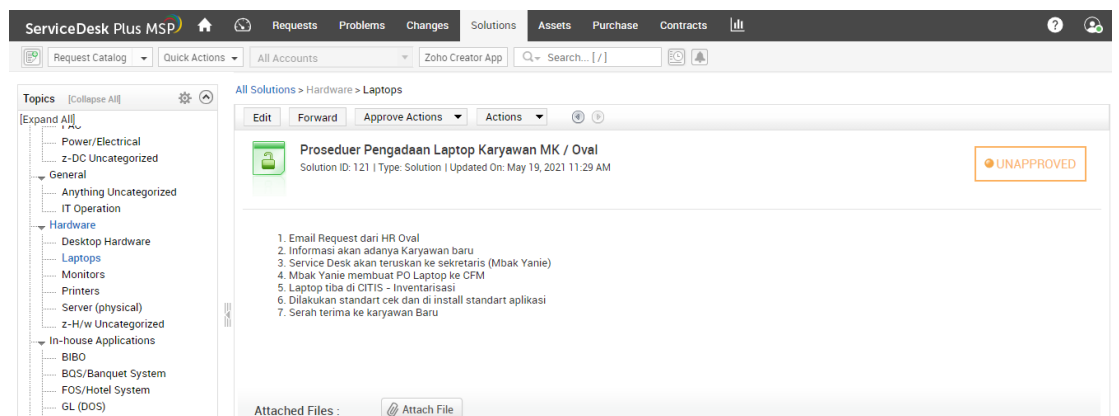 ServiceDesk Plus MSP
Requests Problems Changes Solutions Assets Purchase Contracts
Request Catalog Quick Actions All Accounts Zoho Creator App Search... [ / ]
Topics [Collapse All]
[Expand All]
Power/Electrical
z-DC Uncategorized
General
Anything Uncategorized
IT Operation
Hardware
Desktop Hardware
Laptops
Monitors
Printers
Server (physical)
z-H/w Uncategorized
In-house Applications
BIBO
BQS/Banquet System
FOS/Hotel System
GL (DOS)
All Solutions > Hardware > Laptops
Edit Forward Approve Actions Actions
Proseduer Pengadaan Laptop Karyawan MK / Oval
Solution ID: 121 | Type: Solution | Updated On: May 19, 2021 11:29 AM
UNAPPROVED
1. Email Request dari HR Oval
2. Informasi akan adanya Karyawan baru
3. Service Desk akan teruskan ke sekretaris (Mbak Yanie)
4. Mbak Yanie membuat PO Laptop ke CFM
5. Laptop tiba di CITIS - Inventarisasi
6. Dilakukan standart cek dan di install standart aplikasi
7. Serah terima ke karyawan Baru
Attached Files : Attach File